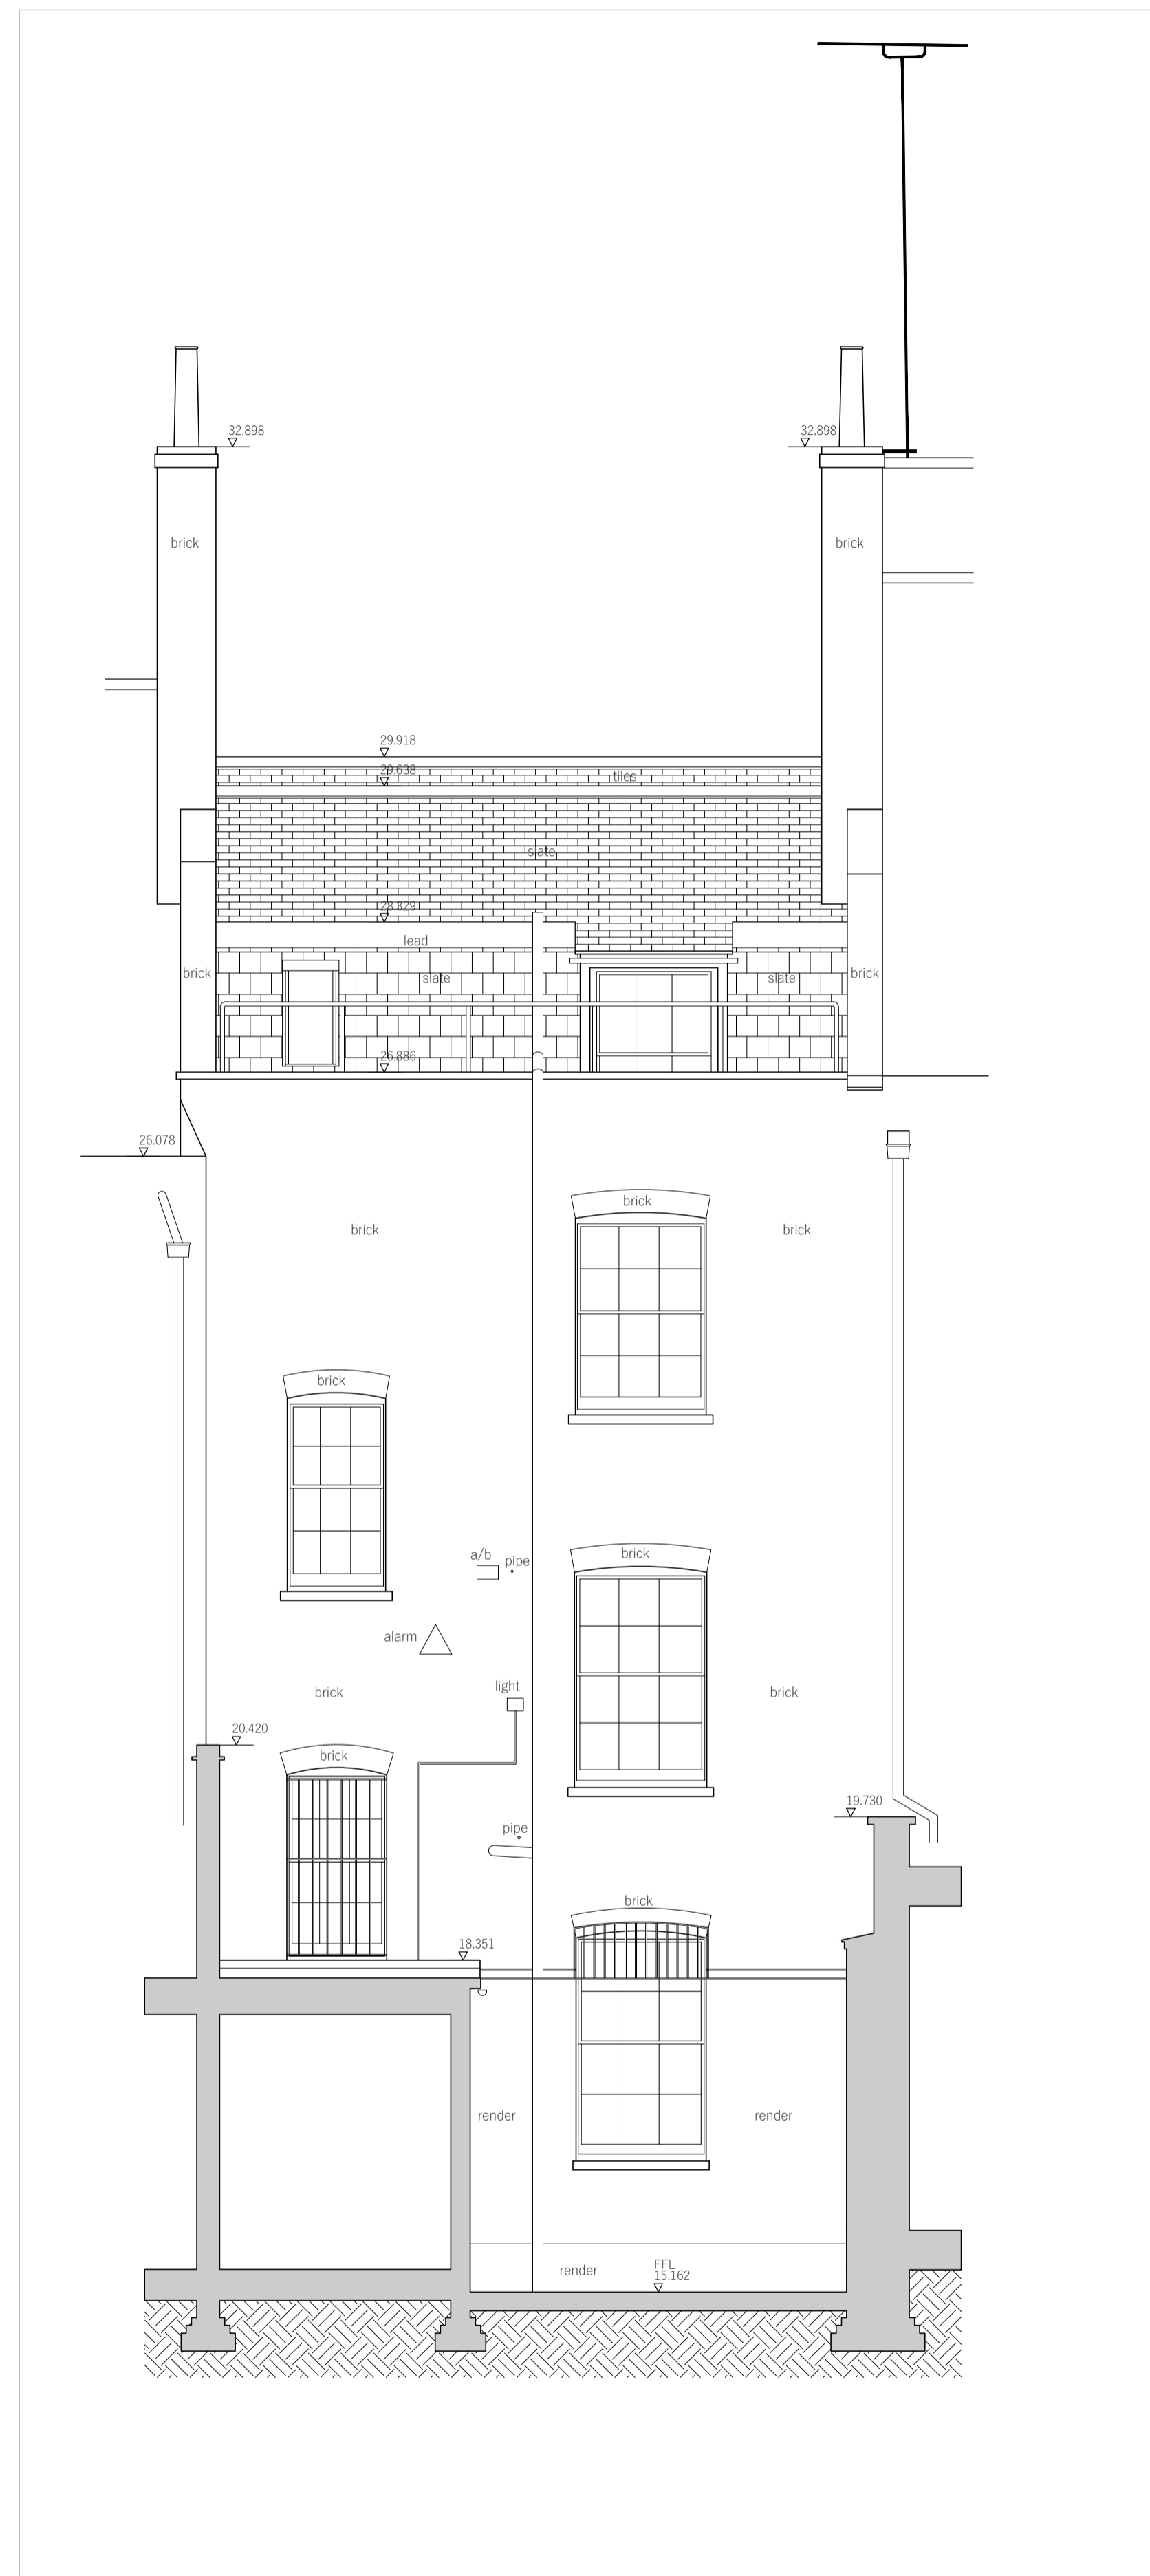 32.898
32.898
brick
brick
29.918
29.638
tiles
slate
28.329
lead
brick
slate
slate
brick
26.886
26.078
brick
brick
brick
brick
brick
a/b
pipe
alarm
light
brick
brick
20.420
brick
19.730
pipe
brick
18.351
render
render
render
FFL
15.162